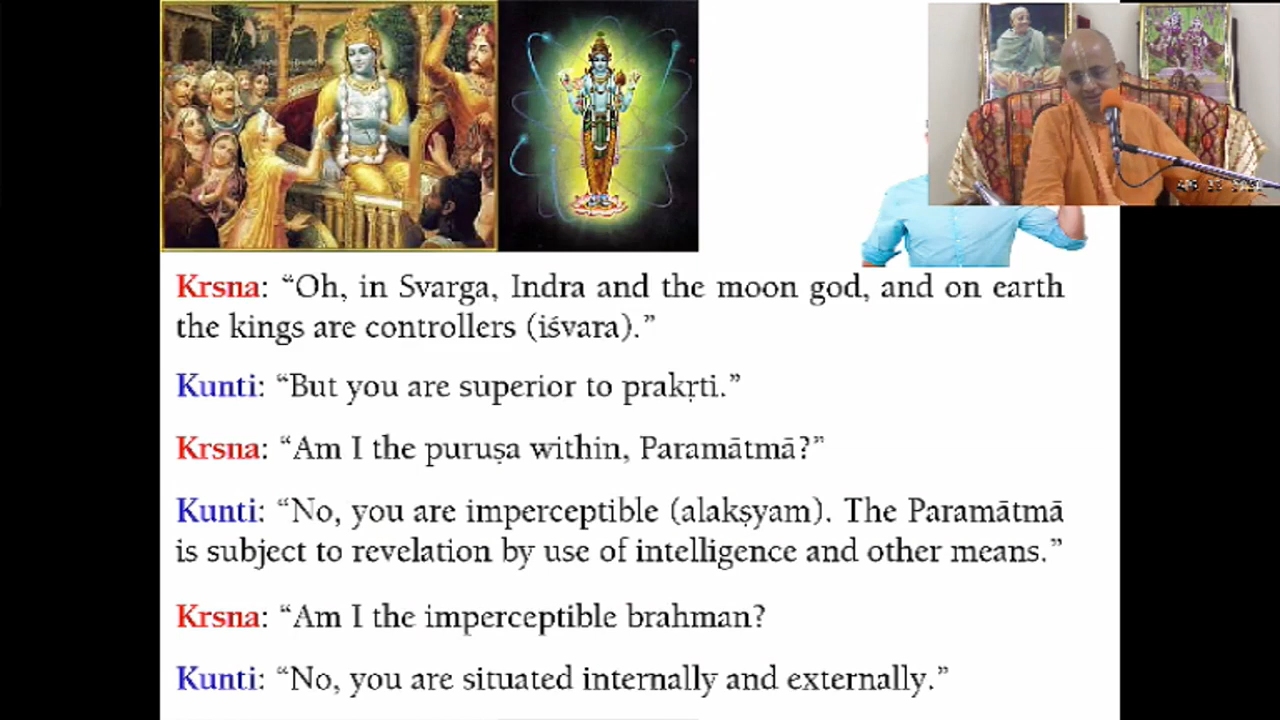 Krsna: “Oh, in Svarga, Indra and the moon god, and on earth
the kings are controllers (iśvara).”
Kunti: “But you are superior to prakṛti.”
Krsna: “Am I the puruṣa within, Paramātmā?”
Kunti: “No, you are imperceptible (alakṣyam). The Paramātmā
is subject to revelation by use of intelligence and other means.”
Krsna: “Am I the imperceptible brahman?
Kunti: “No, you are situated internally and externally.”